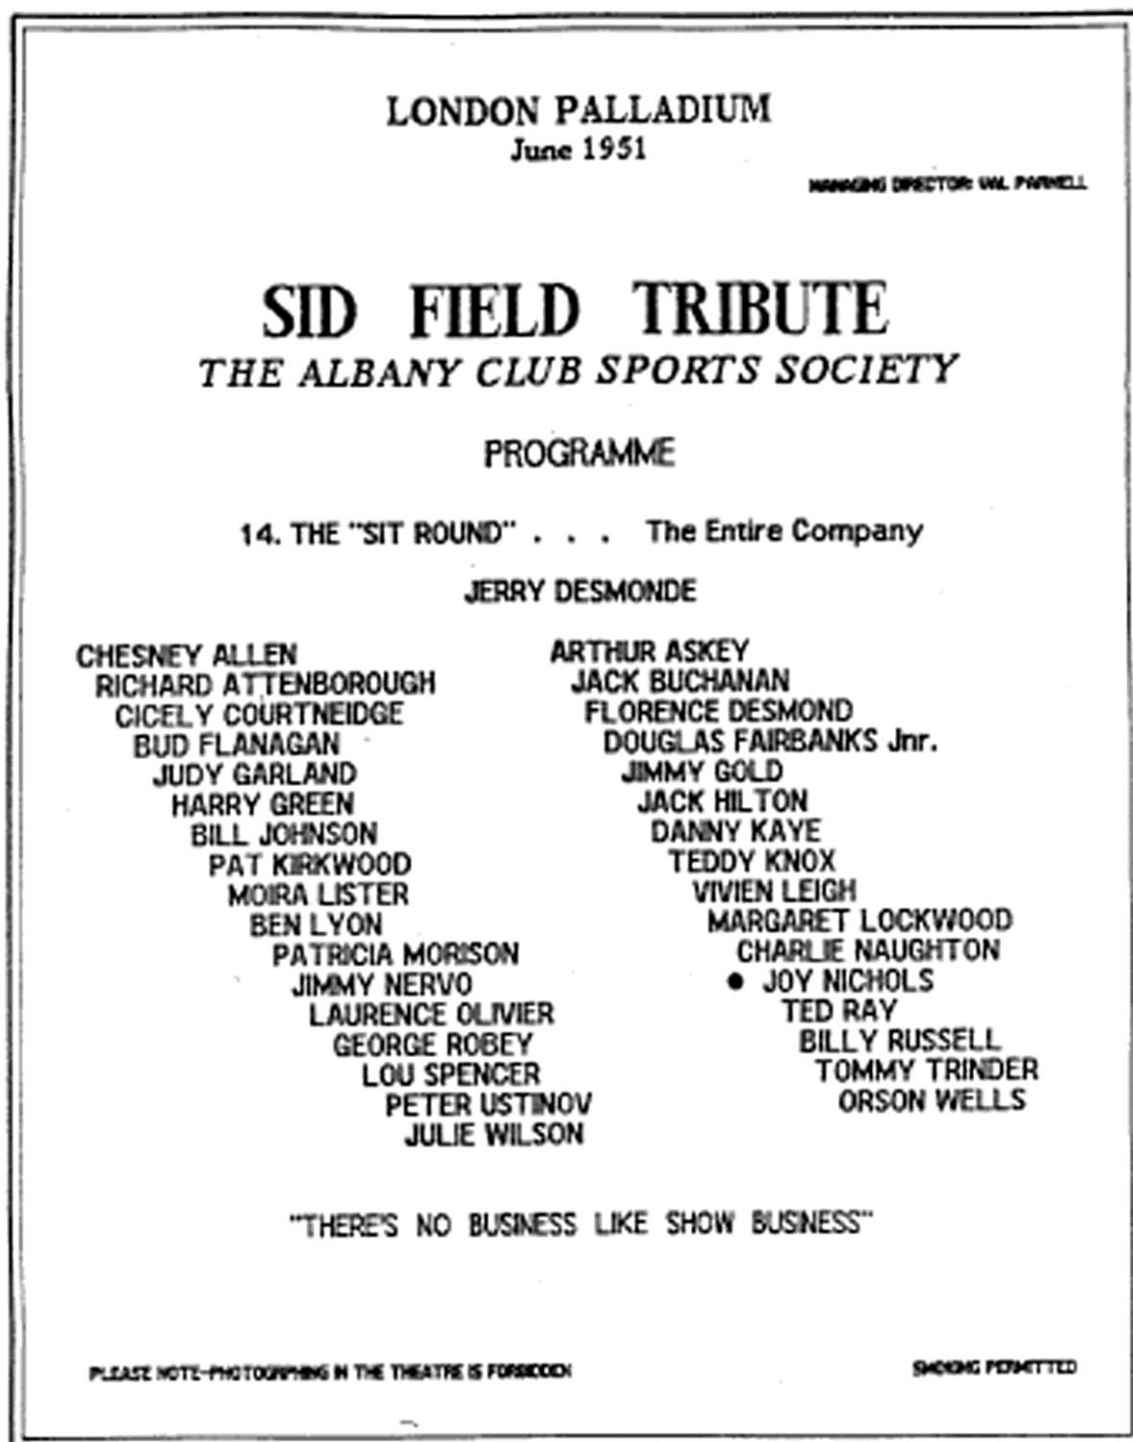 LONDON PALLADIUM
June 1951
MANAGING DIRECTOR: VAL PARNELL
SID FIELD TRIBUTE
THE ALBANY CLUB SPORTS SOCIETY
PROGRAMME
14. THE "SIT ROUND" . . . The Entire Company
JERRY DESMONDE
CHESNEY ALLEN
RICHARD ATTENBOROUGH
CICELY COURTNEIDGE
BUD FLANAGAN
JUDY GARLAND
HARRY GREEN
BILL JOHNSON
PAT KIRKWOOD
MOIRA LISTER
BEN LYON
PATRICIA MORISON
JIMMY NERVO
LAURENCE OLIVIER
GEORGE ROBEY
LOU SPENCER
PETER USTINOV
JULIE WILSON
ARTHUR ASKEY
JACK BUCHANAN
FLORENCE DESMOND
DOUGLAS FAIRBANKS Jnr.
JIMMY GOLD
JACK HILTON
DANNY KAYE
TEDDY KNOX
VIVIEN LEIGH
MARGARET LOCKWOOD
CHARLIE NAUGHTON
● JOY NICHOLS
TED RAY
BILLY RUSSELL
TOMMY TRINDER
ORSON WELLS
"THERE'S NO BUSINESS LIKE SHOW BUSINESS"
PLEASE NOTE-PHOTOGRPHING IN THE THEATRE IS FORBIDDEN
SMOKING PERMITTED